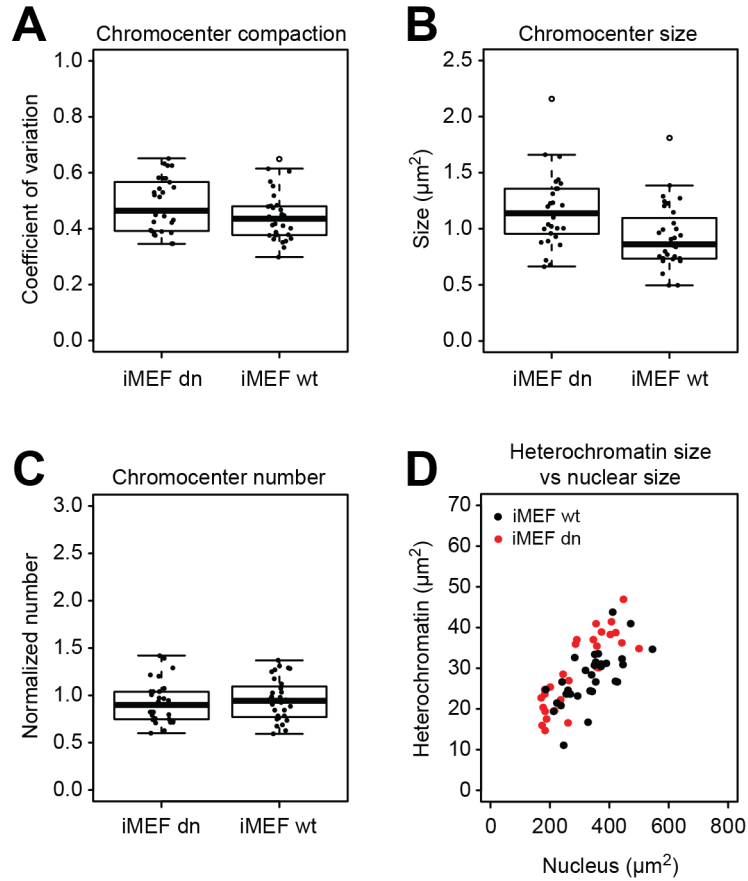 A
Chromocenter compaction
Coefficient of variation
1.0
0.8
0.6
0.4
0.2
0.0
iMEF dn
iMEF wt
B
Chromocenter size
Size (μm²)
2.5
2.0
1.5
1.0
0.5
0.0
iMEF dn
iMEF wt
C
Chromocenter number
Normalized number
3.0
2.5
2.0
1.5
1.0
0.5
0.0
iMEF dn
iMEF wt
D
Heterochromatin size
vs nuclear size
Heterochromatin (μm²)
70
60
50
40
30
20
10
0
iMEF wt
iMEF dn
0 200 400 600 800
Nucleus (μm²)